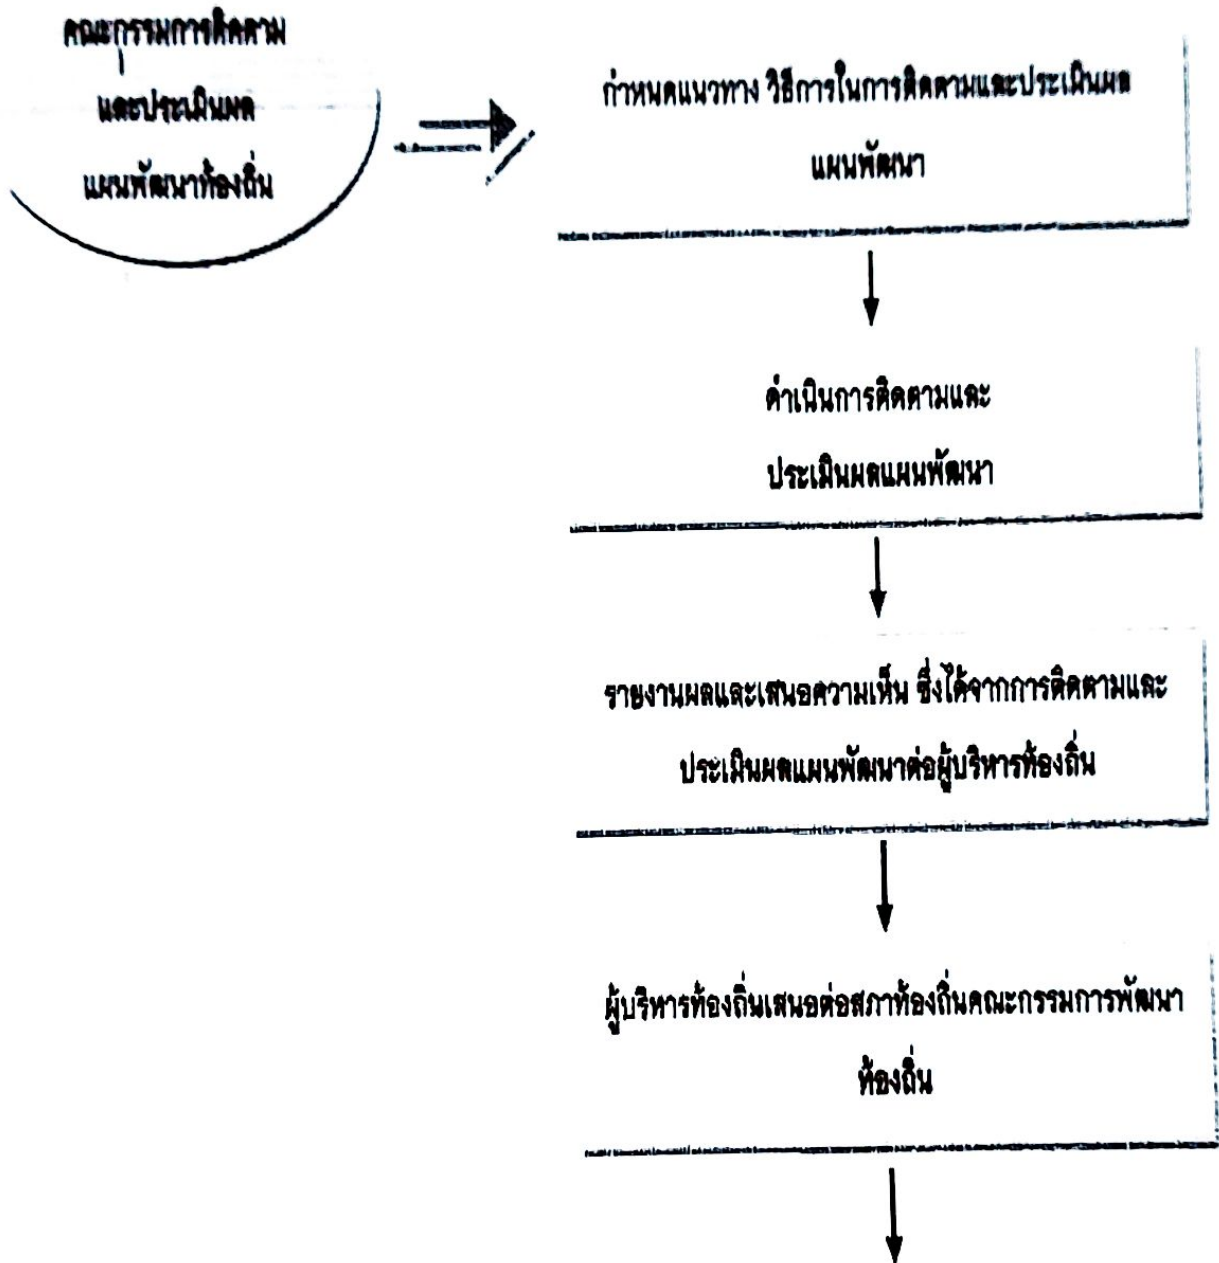 คณะกรรมการติดตาม
และประเมินผล
แผนพัฒนาท้องถิ่น
กำหนดแนวทาง วิธีการในการติดตามและประเมินผล
แผนพัฒนา
ดำเนินการติดตามและ
ประเมินผลแผนพัฒนา
รายงานผลและเสนอความเห็น ซึ่งได้จากการติดตามและ
ประเมินผลแผนพัฒนาต่อผู้บริหารท้องถิ่น
ผู้บริหารท้องถิ่นเสนอต่อสภาท้องถิ่นคณะกรรมการพัฒนา
ท้องถิ่น